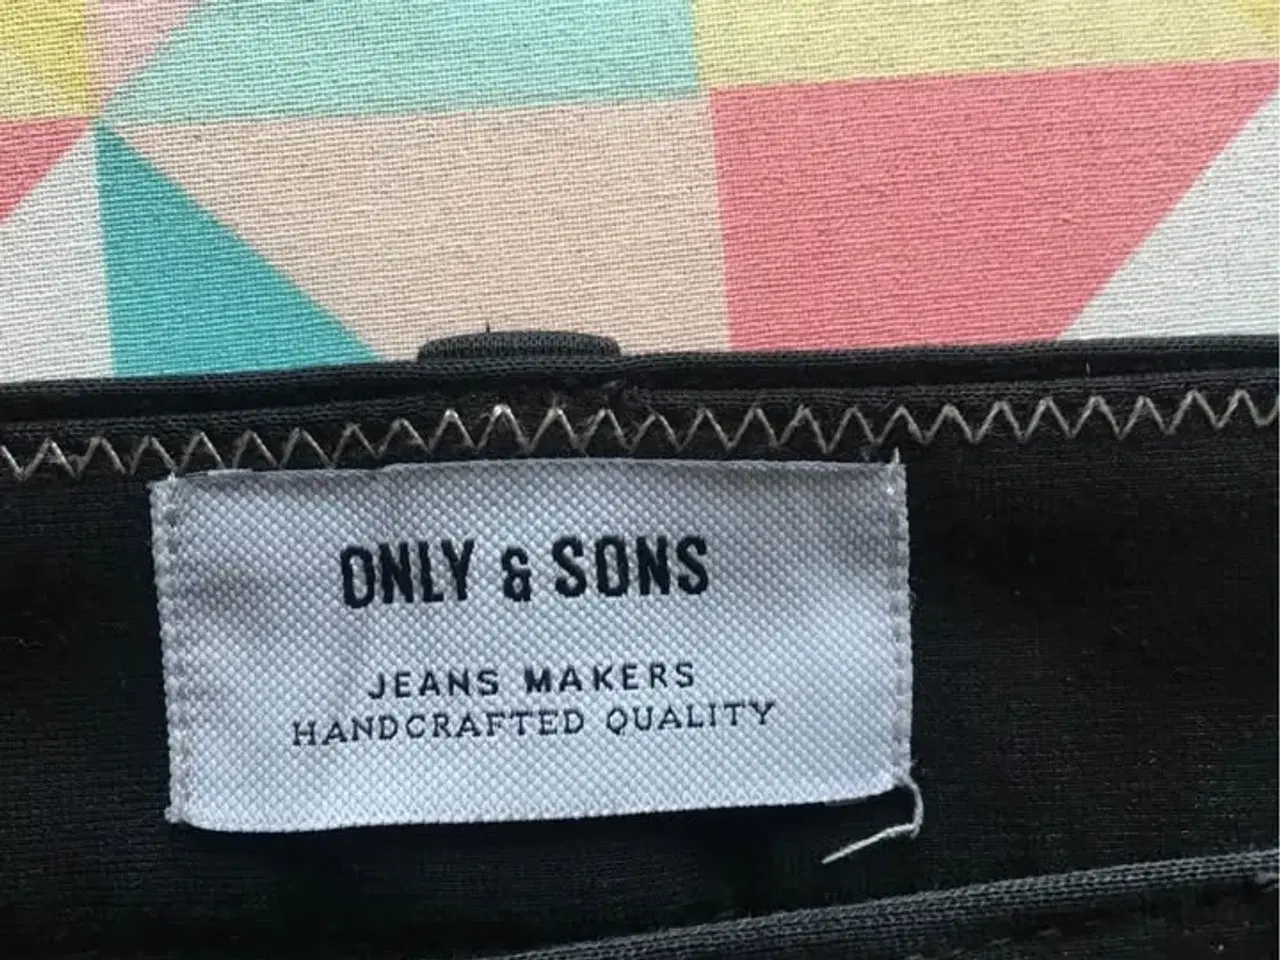 ONLY & SONS
JEANS MAKERS
HANDCRAFTED QUALITY